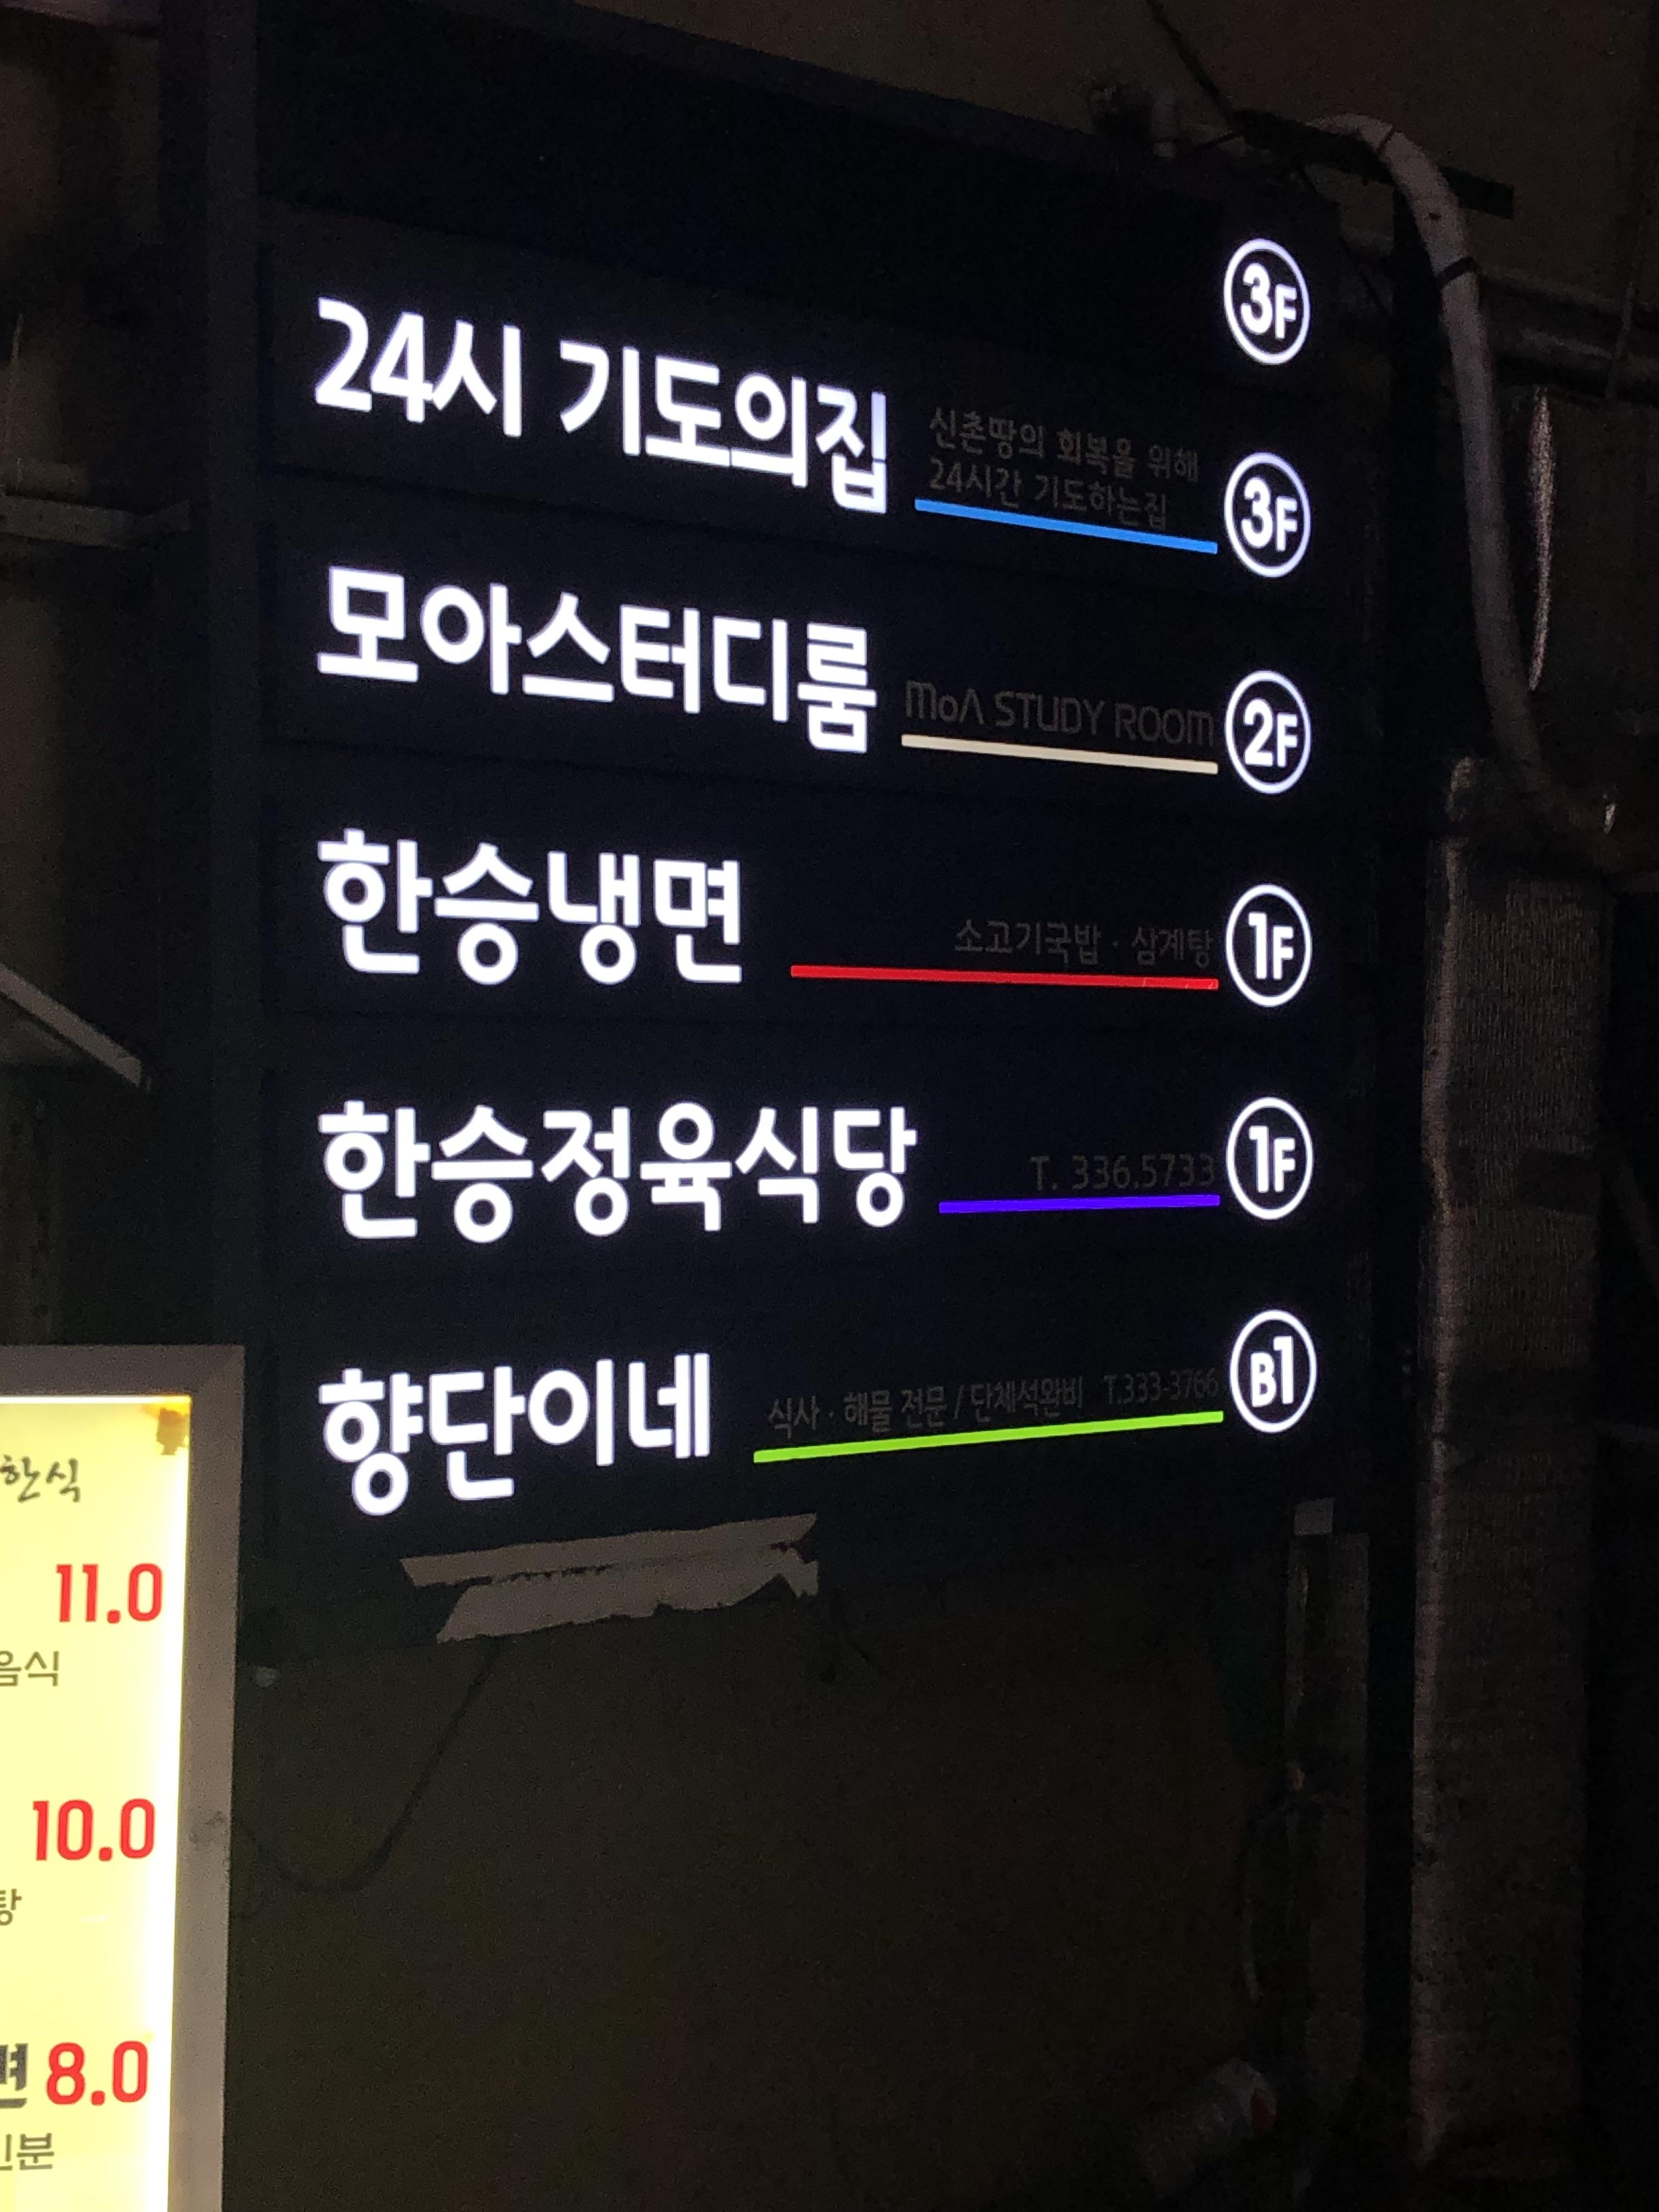 3F
24시 기도의집
신촌땅의 회복을 위해
24시간 기도하는집
3F
모아스터디룸
MoA STUDY ROOM
2F
한승냉면
소고기국밥 · 삼계탕
1F
한승정육식당
T. 336.5733
1F
향단이네
식사 · 해물 전문 / 단체석완비 T.333-3766
B1
한식
11.0
음식
10.0
탕
면 8.0
인분